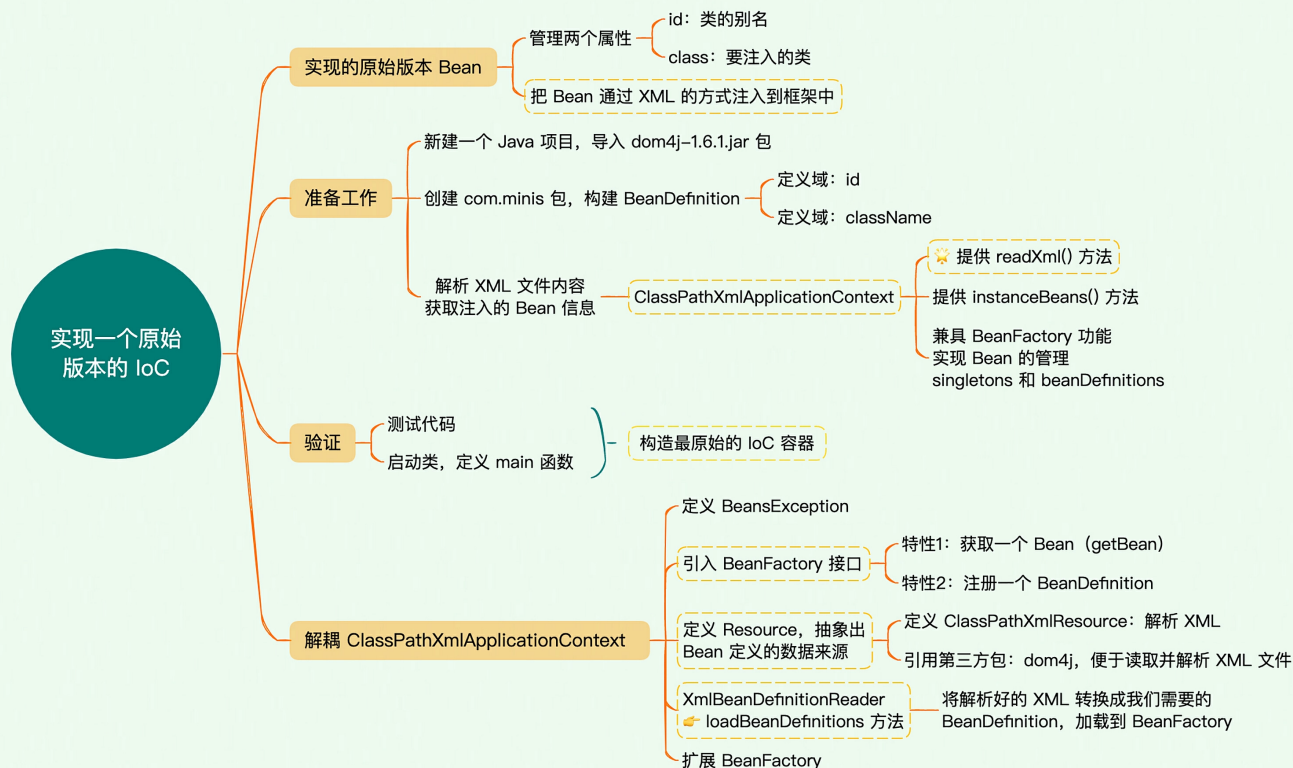 实现一个原始
版本的 IoC
实现的原始版本 Bean
管理两个属性
id：类的别名
class：要注入的类
把 Bean 通过 XML 的方式注入到框架中
准备工作
新建一个 Java 项目，导入 dom4j-1.6.1.jar 包
创建 com.minis 包，构建 BeanDefinition
定义域：id
定义域：className
解析 XML 文件内容
获取注入的 Bean 信息
ClassPathXmlApplicationContext
提供 readXml() 方法
提供 instanceBeans() 方法
兼具 BeanFactory 功能
实现 Bean 的管理
singletons 和 beanDefinitions
验证
测试代码
启动类，定义 main 函数
构造最原始的 IoC 容器
解耦 ClassPathXmlApplicationContext
定义 BeansException
引入 BeanFactory 接口
特性1：获取一个 Bean（getBean）
特性2：注册一个 BeanDefinition
定义 Resource，抽象出
Bean 定义的数据来源
定义 ClassPathXmlResource：解析 XML
引用第三方包：dom4j，便于读取并解析 XML 文件
XmlBeanDefinitionReader
👉 loadBeanDefinitions 方法
将解析好的 XML 转换成我们需要的
BeanDefinition，加载到 BeanFactory
扩展 BeanFactory